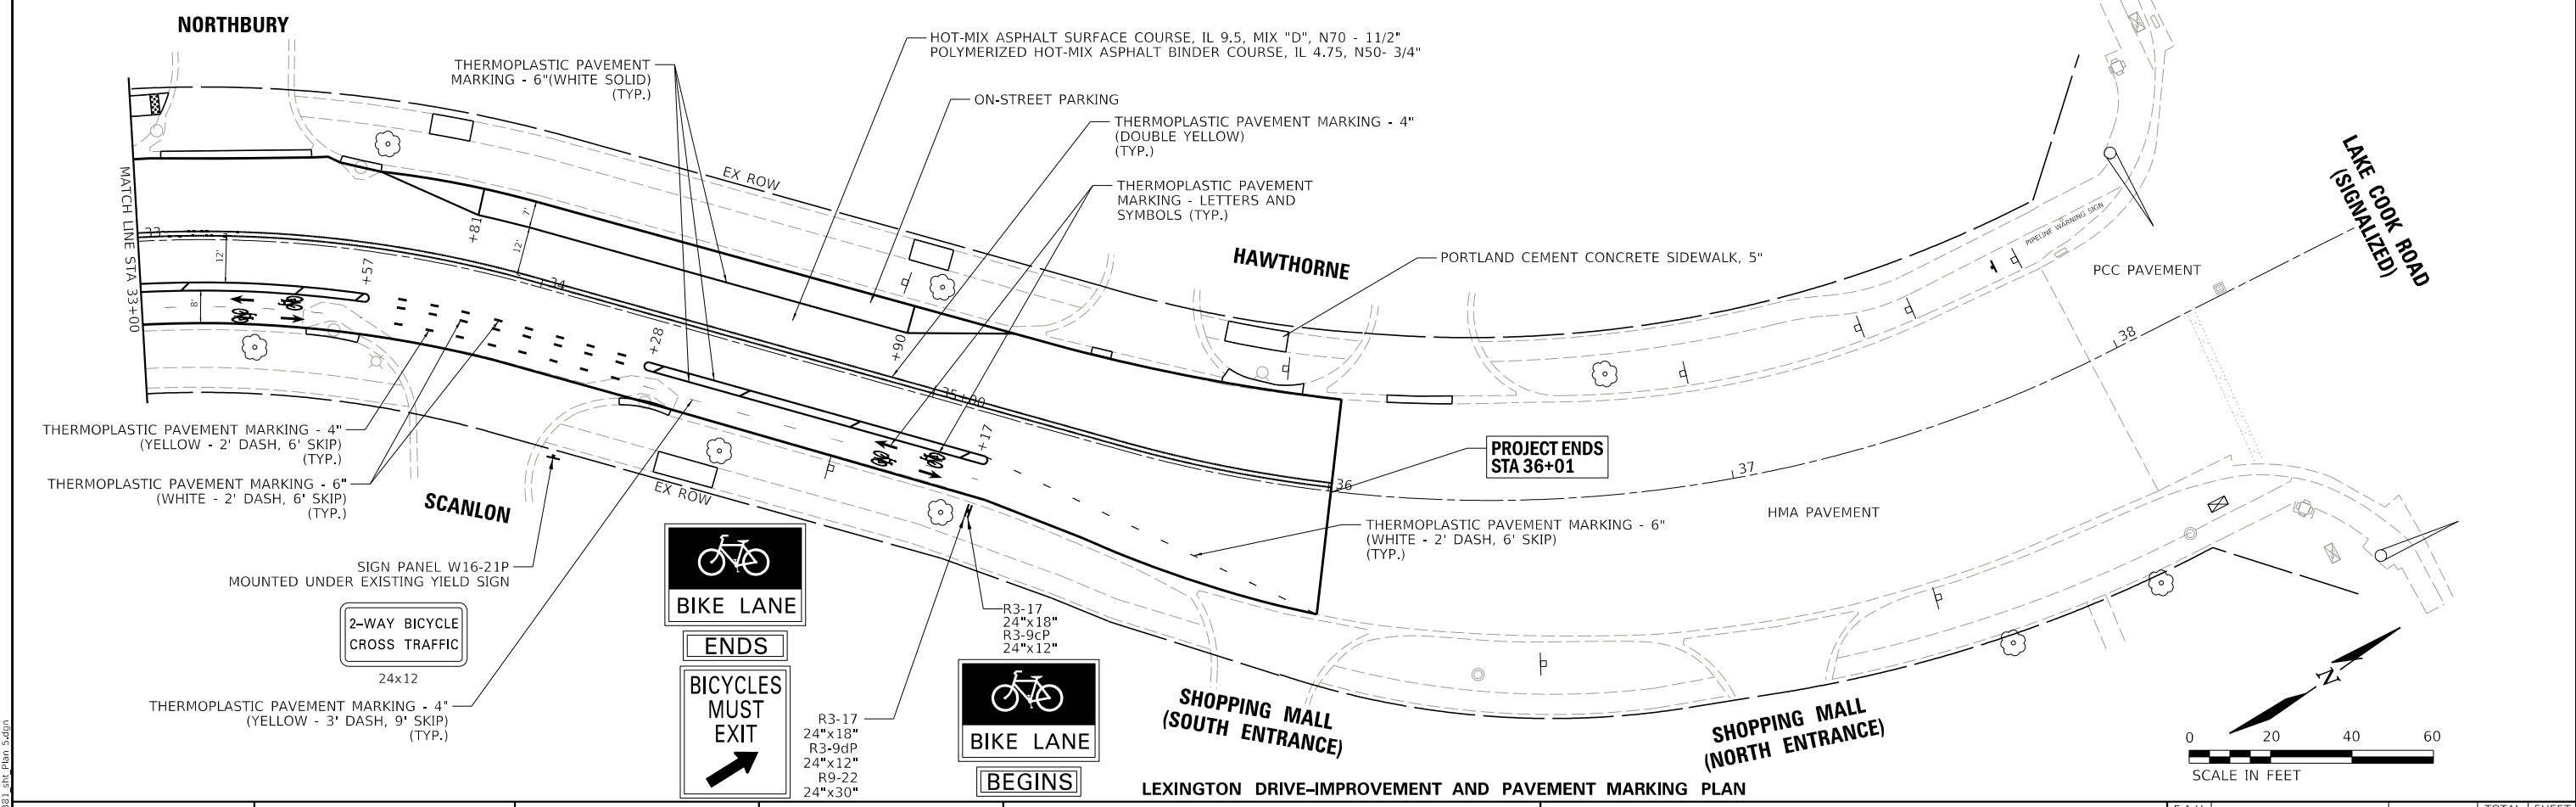 NORTHBURY
THERMOPLASTIC PAVEMENT
MARKING - 6"(WHITE SOLID)
(TYP.)
HOT-MIX ASPHALT SURFACE COURSE, IL 9.5, MIX "D", N70 - 11/2"
POLYMERIZED HOT-MIX ASPHALT BINDER COURSE, IL 4.75, N50- 3/4"
ON-STREET PARKING
THERMOPLASTIC PAVEMENT MARKING - 4"
(DOUBLE YELLOW)
(TYP.)
THERMOPLASTIC PAVEMENT
MARKING - LETTERS AND
SYMBOLS (TYP.)
EX ROW
HAWTHORNE
PORTLAND CEMENT CONCRETE SIDEWALK, 5"
PIPELINE WARNING SIGN
PCC PAVEMENT
LAKE COOK ROAD
(SIGNALIZED)
MATCH LINE STA 33+00
33
12'
8'
+57
+81
7'
12'
34
+28
+90
35+00
+17
36
37
38
PROJECT ENDS
STA 36+01
HMA PAVEMENT
THERMOPLASTIC PAVEMENT MARKING - 6"
(WHITE - 2' DASH, 6' SKIP)
(TYP.)
THERMOPLASTIC PAVEMENT MARKING - 4"
(YELLOW - 2' DASH, 6' SKIP)
(TYP.)
THERMOPLASTIC PAVEMENT MARKING - 6"
(WHITE - 2' DASH, 6' SKIP)
(TYP.)
SCANLON
EX ROW
SIGN PANEL W16-21P
MOUNTED UNDER EXISTING YIELD SIGN
2-WAY BICYCLE
CROSS TRAFFIC
24x12
THERMOPLASTIC PAVEMENT MARKING - 4"
(YELLOW - 3' DASH, 9' SKIP)
(TYP.)
BIKE LANE
ENDS
BICYCLES
MUST
EXIT
R3-17
24"x18"
R3-9dP
24"x12"
R9-22
24"x30"
R3-17
24"x18"
R3-9cP
24"x12"
BIKE LANE
BEGINS
SHOPPING MALL
(SOUTH ENTRANCE)
SHOPPING MALL
(NORTH ENTRANCE)
N
0 20 40 60
SCALE IN FEET
LEXINGTON DRIVE-IMPROVEMENT AND PAVEMENT MARKING PLAN
TOTAL SHEET